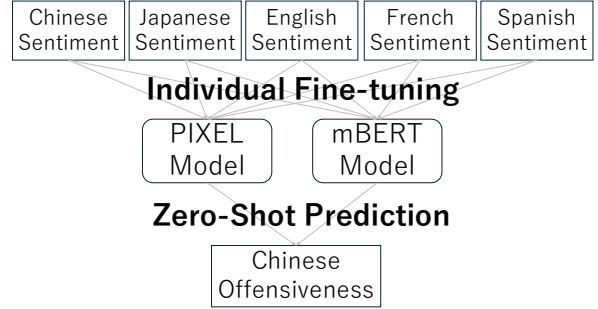 Chinese
Sentiment
Japanese
Sentiment
English
Sentiment
French
Sentiment
Spanish
Sentiment
Individual Fine-tuning
PIXEL
Model
mBERT
Model
Zero-Shot Prediction
Chinese
Offensiveness